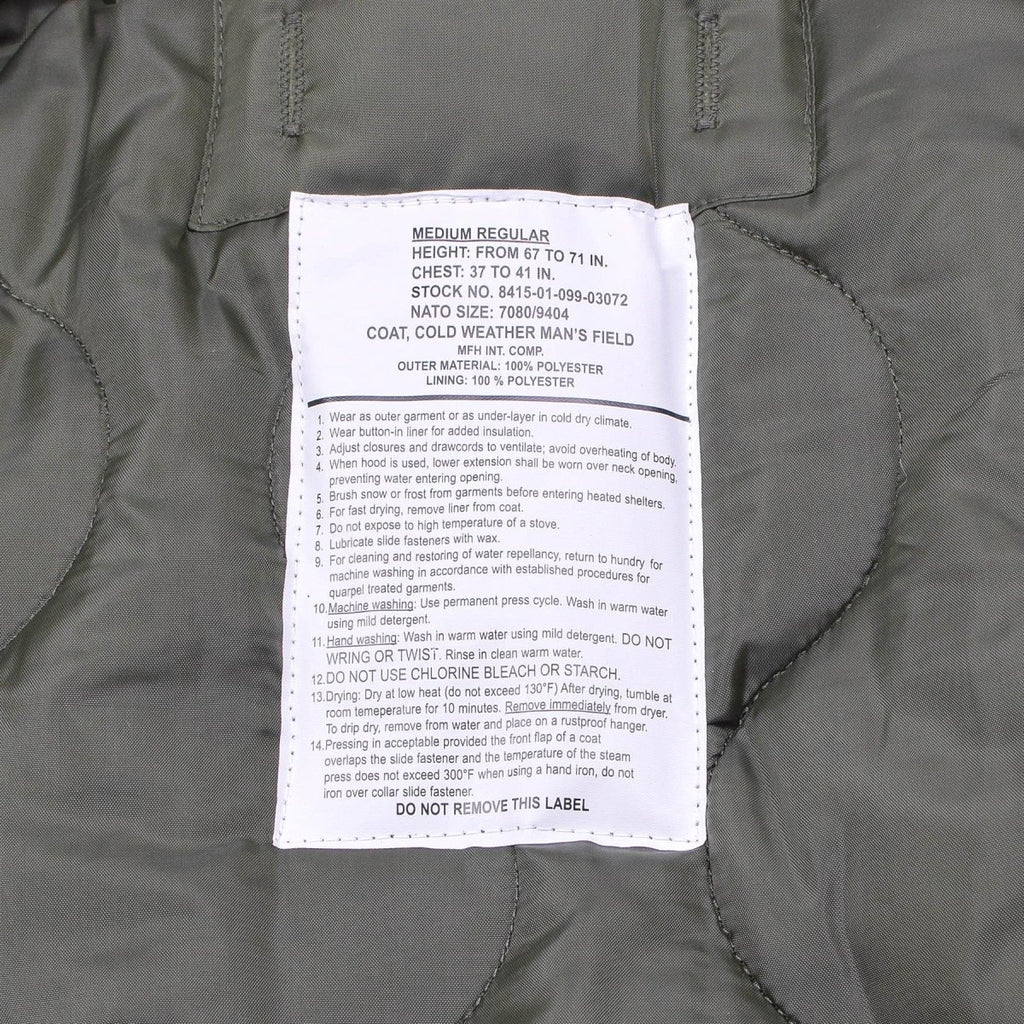 MEDIUM REGULAR
HEIGHT: FROM 67 TO 71 IN.
CHEST: 37 TO 41 IN.
STOCK NO. 8415-01-099-03072
NATO SIZE: 7080/9404
COAT, COLD WEATHER MAN'S FIELD
MFH INT. COMP.
OUTER MATERIAL: 100% POLYESTER
LINING: 100 % POLYESTER
1. Wear as outer garment or as under-layer in cold dry climate.
2. Wear button-in liner for added insulation.
3. Adjust closures and drawcords to ventilate; avoid overheating of body.
4. When hood is used, lower extension shall be worn over neck opening,
preventing water entering opening.
5. Brush snow or frost from garments before entering heated shelters.
6. For fast drying, remove liner from coat.
7. Do not expose to high temperature of a stove.
8. Lubricate slide fasteners with wax.
9. For cleaning and restoring of water repellancy, return to hundry for
machine washing in accordance with established procedures for
quarpel treated garments.
10. Machine washing: Use permanent press cycle. Wash in warm water
using mild detergent.
11. Hand washing: Wash in warm water using mild detergent. DO NOT
WRING OR TWIST. Rinse in clean warm water.
12. DO NOT USE CHLORINE BLEACH OR STARCH.
13. Drying: Dry at low heat (do not exceed 130°F) After drying, tumble at
room temeperature for 10 minutes. Remove immediately from dryer.
To drip dry, remove from water and place on a rustproof hanger.
14. Pressing in acceptable provided the front flap of a coat
overlaps the slide fastener and the temperature of the steam
press does not exceed 300°F when using a hand iron, do not
iron over collar slide fastener.
DO NOT REMOVE THIS LABEL